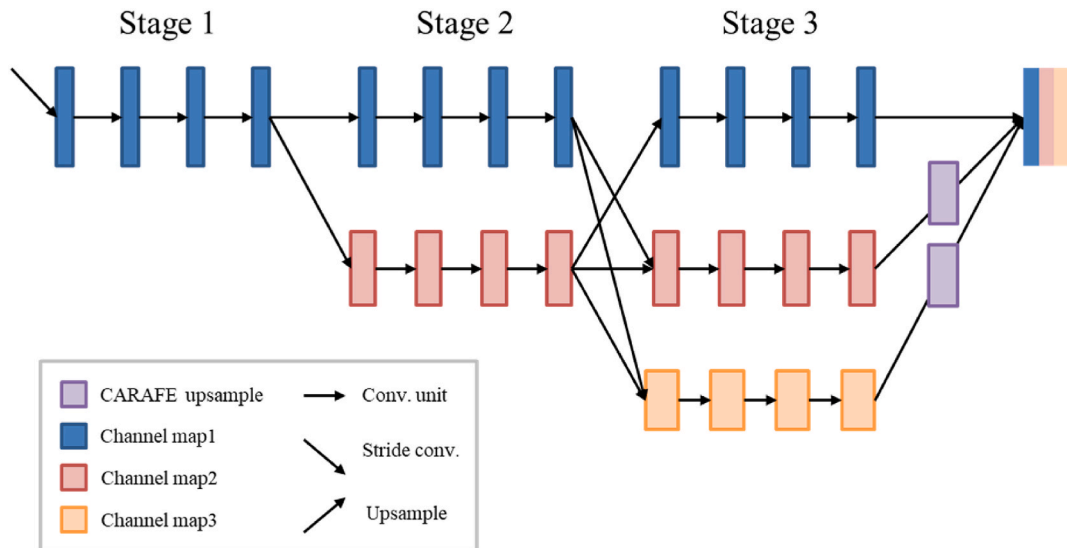 Stage 1
Stage 2
Stage 3
CARAFE upsample
Conv. unit
Channel map1
Stride conv.
Channel map2
Upsample
Channel map3